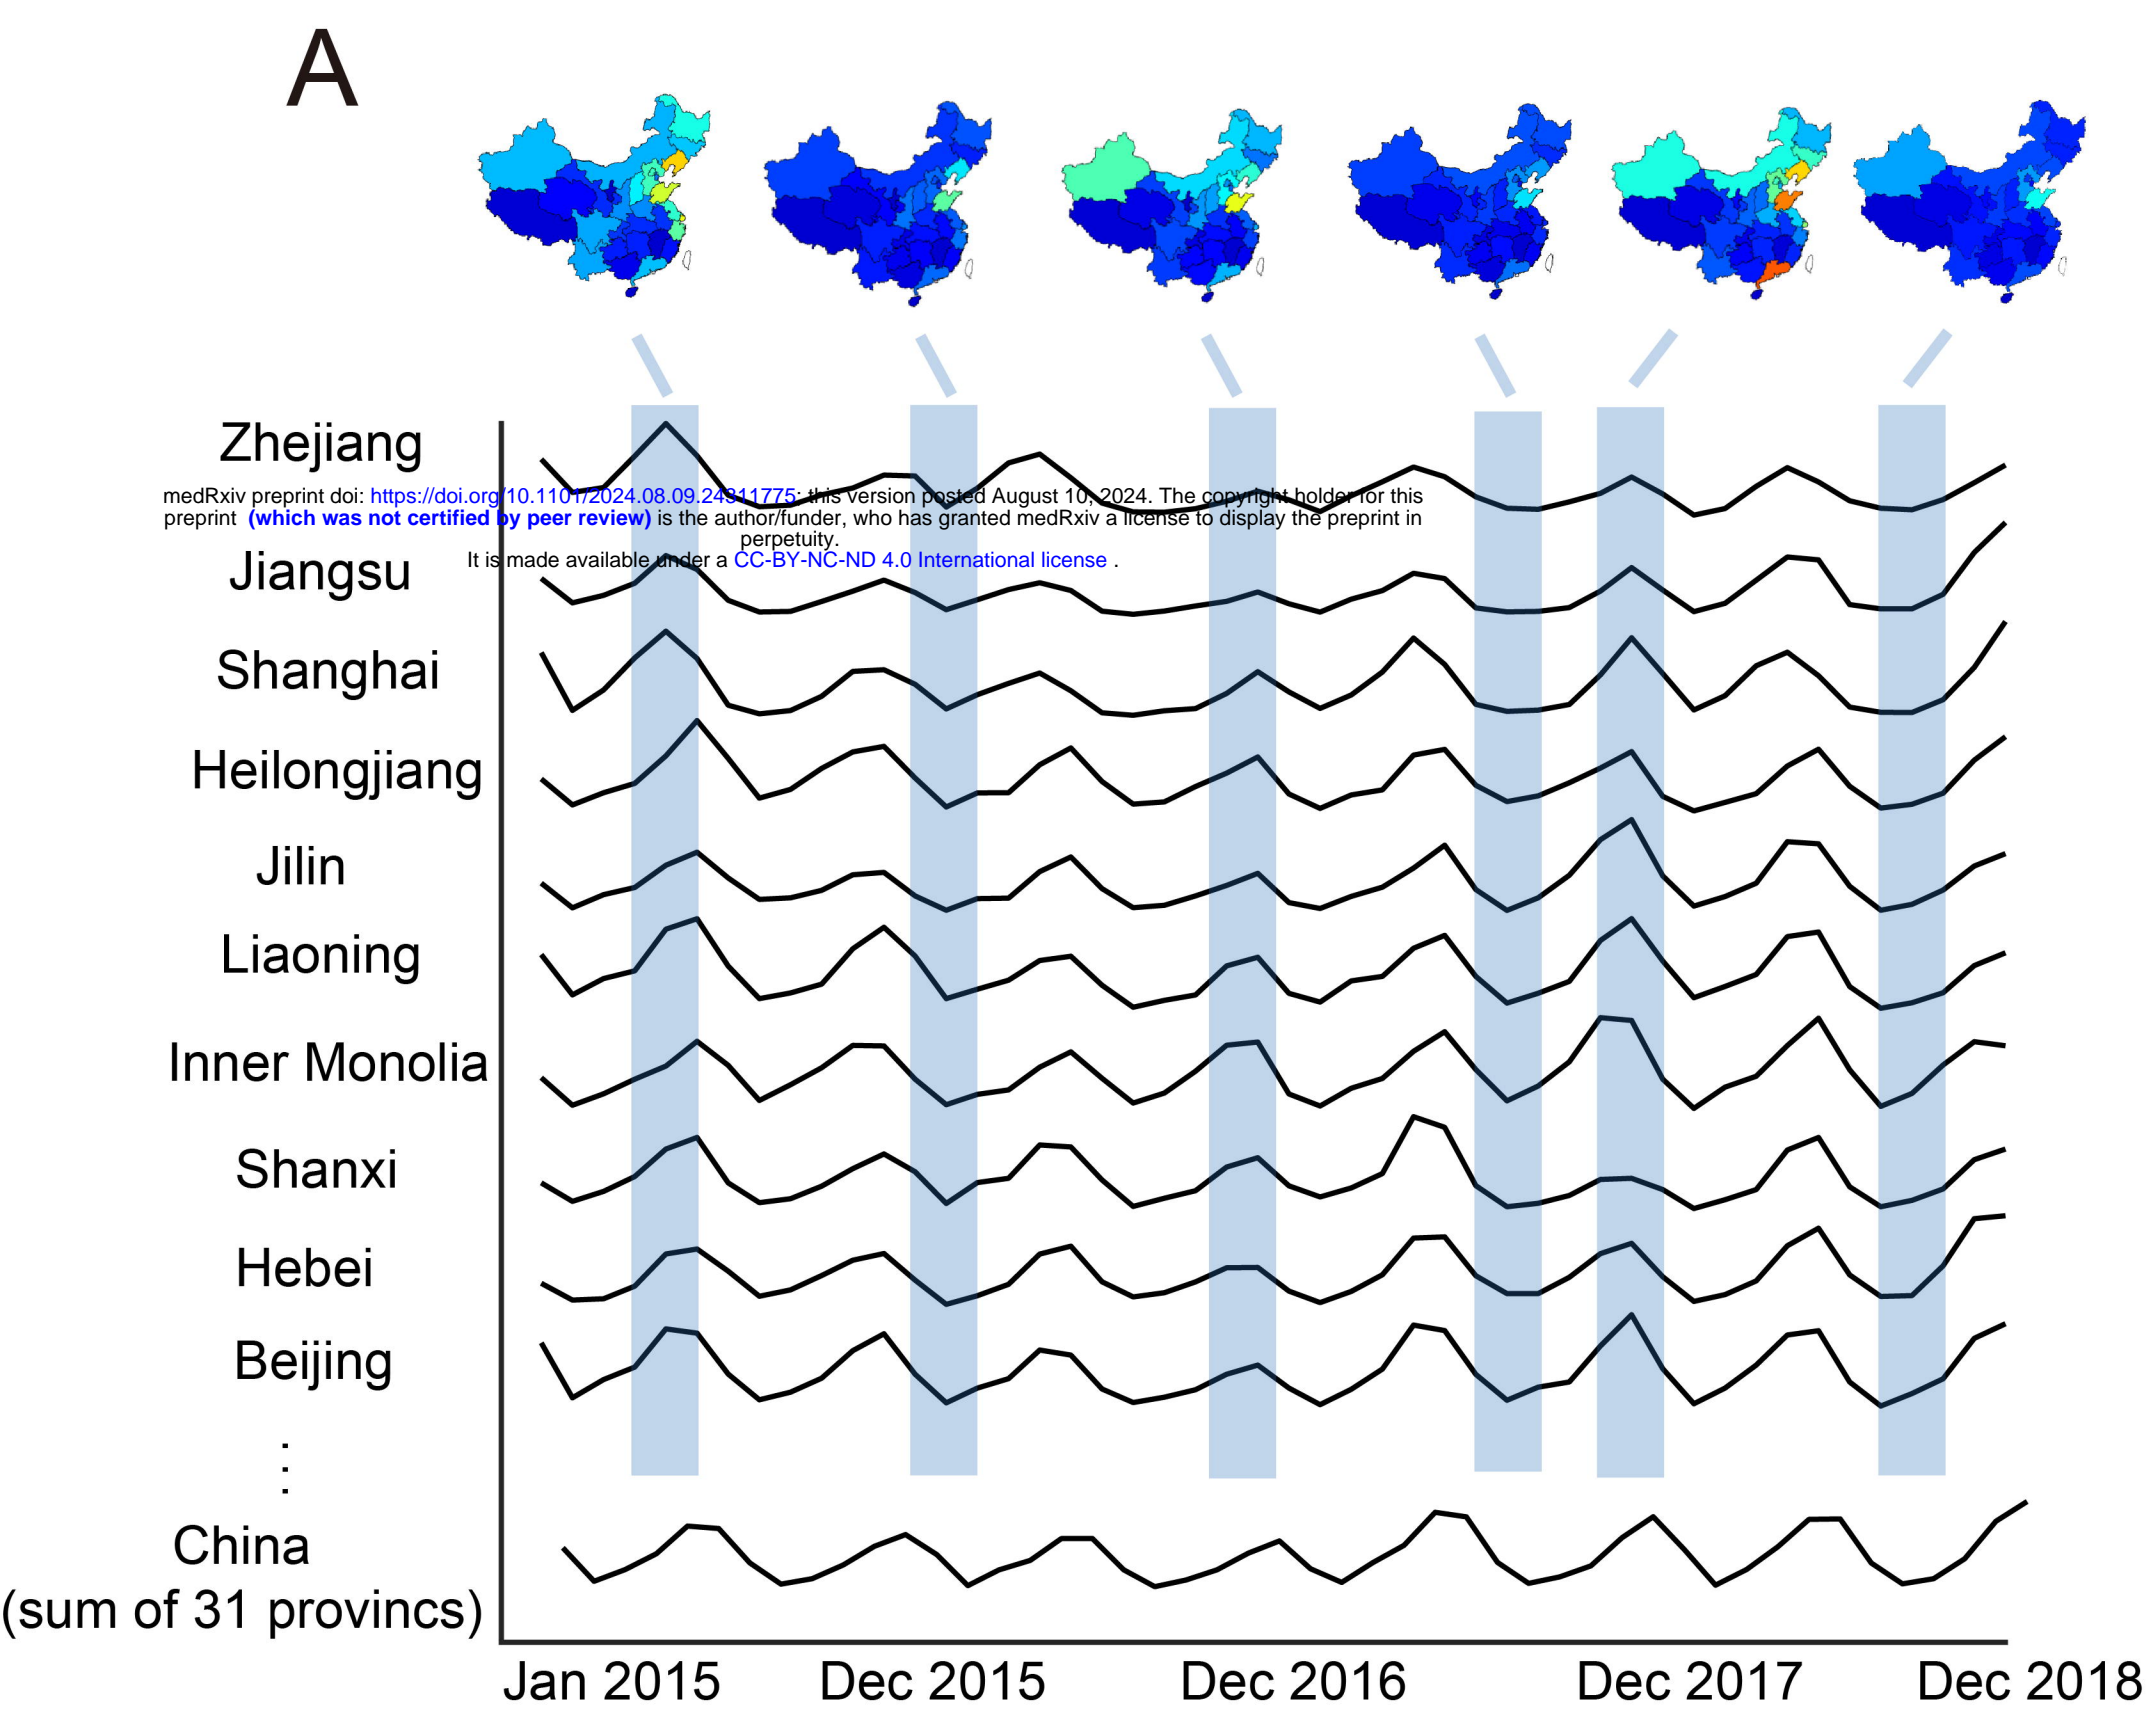 A
Zhejiang
medRxiv preprint doi: https://doi.org/10.1101/2024.08.09.24311775; this version posted August 10, 2024. The copyright holder for this
preprint (which was not certified by peer review) is the author/funder, who has granted medRxiv a license to display the preprint in
perpetuity.
It is made available under a CC-BY-NC-ND 4.0 International license .
Jiangsu
Shanghai
Heilongjiang
Jilin
Liaoning
Inner Monolia
Shanxi
Hebei
Beijing
China
(sum of 31 provincs)
Jan 2015 Dec 2015 Dec 2016 Dec 2017 Dec 2018